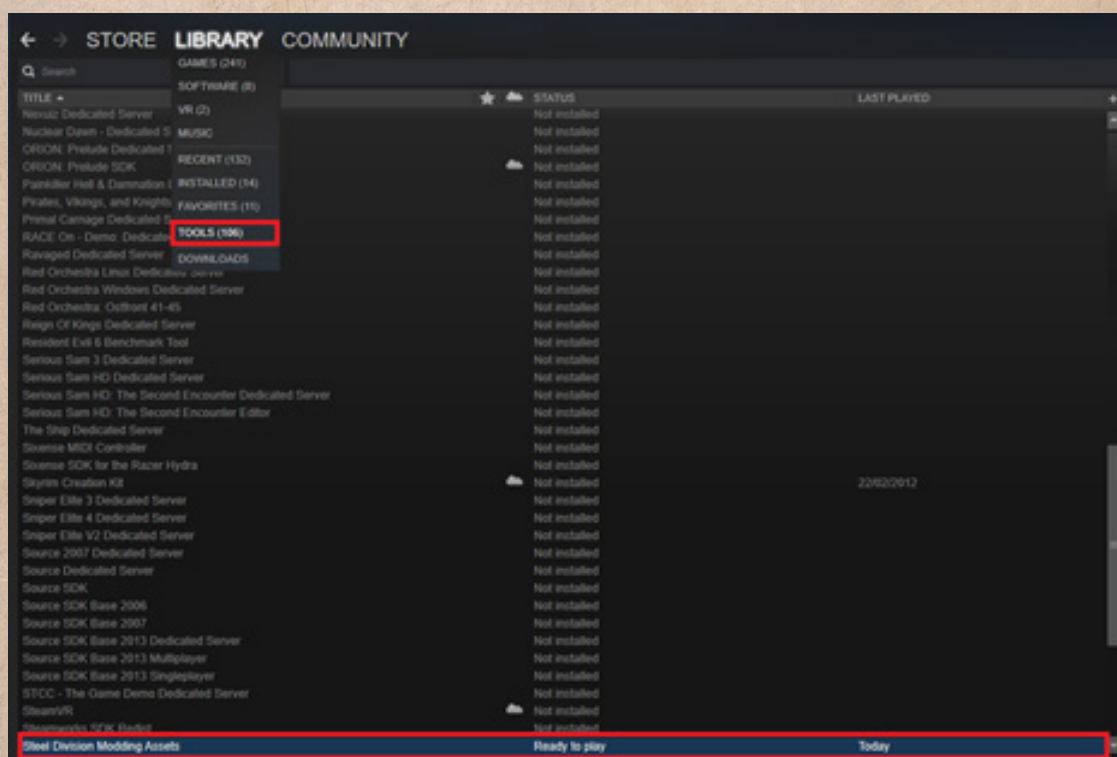 ← → STORE LIBRARY COMMUNITY
Search
GAMES (241)
SOFTWARE (8)
VR (2)
MUSIC
RECENT (132)
INSTALLED (14)
FAVORITES (11)
TOOLS (106)
DOWNLOADS
TITLE STATUS LAST PLAYED
Nexuiz Dedicated Server Not installed
Nuclear Dawn - Dedicated S Not installed
ORION: Prelude Dedicated Not installed
ORION: Prelude SDK Not installed
Painkiller Hell & Damnation Not installed
Pirates, Vikings, and Knights Not installed
Primal Carnage Dedicated S Not installed
RACE On - Demo: Dedicate Not installed
Ravaged Dedicated Server Not installed
Red Orchestra Linux Dedicated Server Not installed
Red Orchestra Windows Dedicated Server Not installed
Red Orchestra: Ostfront 41-45 Not installed
Reign Of Kings Dedicated Server Not installed
Resident Evil 6 Benchmark Tool Not installed
Serious Sam 3 Dedicated Server Not installed
Serious Sam HD Dedicated Server Not installed
Serious Sam HD: The Second Encounter Dedicated Server Not installed
Serious Sam HD: The Second Encounter Editor Not installed
The Ship Dedicated Server Not installed
Sixense MIDI Controller Not installed
Sixense SDK for the Razer Hydra Not installed
Skyrim Creation Kit Not installed 22/02/2012
Sniper Elite 3 Dedicated Server Not installed
Sniper Elite 4 Dedicated Server Not installed
Sniper Elite V2 Dedicated Server Not installed
Source 2007 Dedicated Server Not installed
Source Dedicated Server Not installed
Source SDK Not installed
Source SDK Base 2006 Not installed
Source SDK Base 2007 Not installed
Source SDK Base 2013 Dedicated Server Not installed
Source SDK Base 2013 Multiplayer Not installed
Source SDK Base 2013 Singleplayer Not installed
STCC - The Game Demo Dedicated Server Not installed
SteamVR Not installed
Steamworks SDK Redist Not installed
Steel Division Modding Assets Ready to play Today